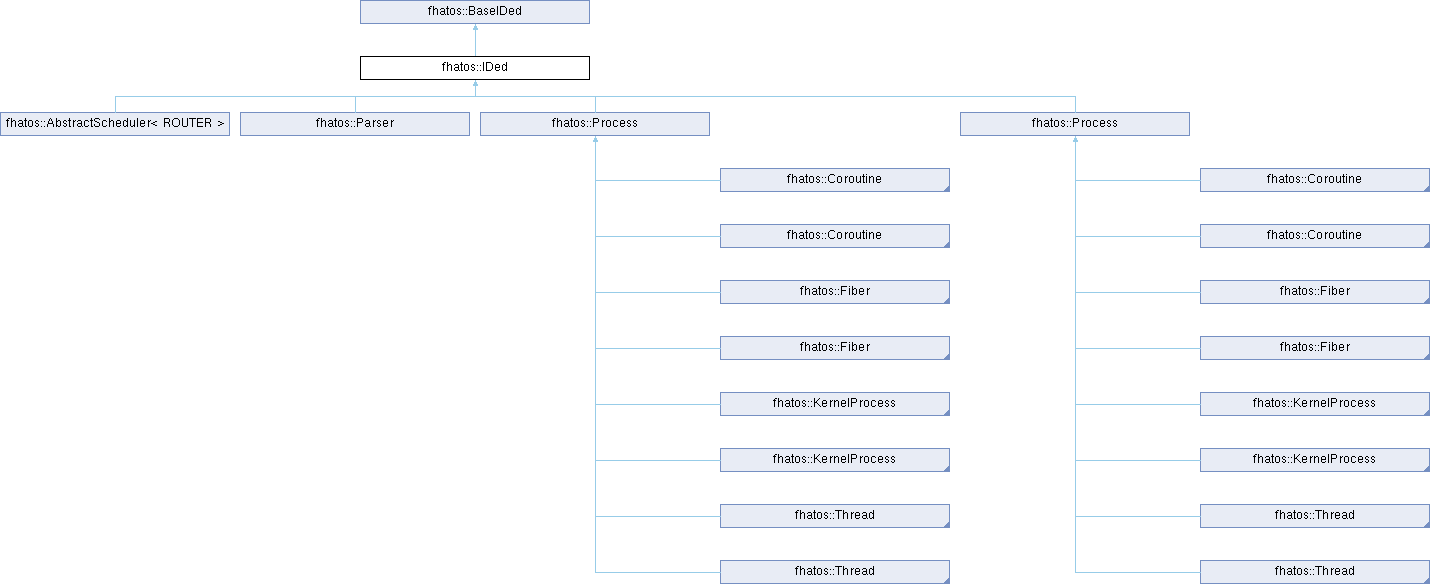 fhatos::BaseIDed
fhatos::IDed
fhatos::AbstractScheduler< ROUTER >
fhatos::Parser
fhatos::Process
fhatos::Process
fhatos::Coroutine
fhatos::Coroutine
fhatos::Coroutine
fhatos::Coroutine
fhatos::Fiber
fhatos::Fiber
fhatos::Fiber
fhatos::Fiber
fhatos::KernelProcess
fhatos::KernelProcess
fhatos::KernelProcess
fhatos::KernelProcess
fhatos::Thread
fhatos::Thread
fhatos::Thread
fhatos::Thread